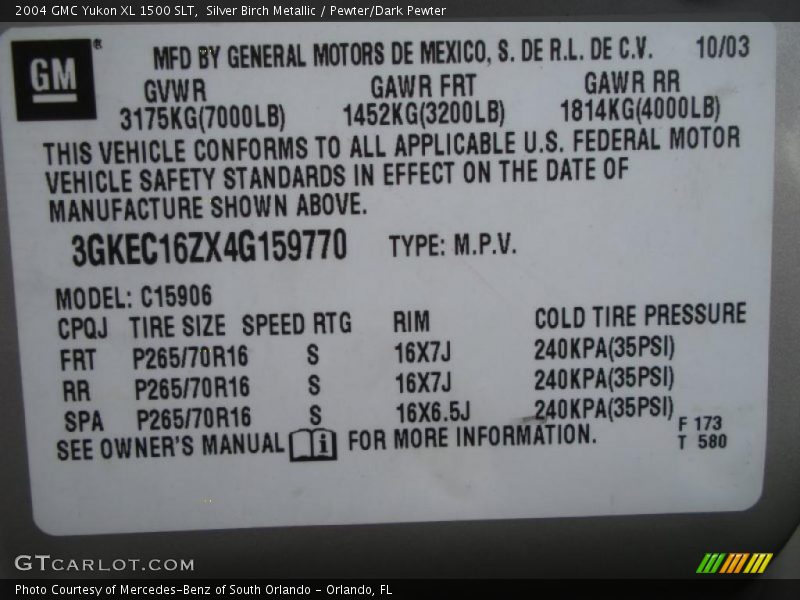 2004 GMC Yukon XL 1500 SLT,  Silver Birch Metallic / Pewter/Dark Pewter
GM ® MFD BY GENERAL MOTORS DE MEXICO, S. DE R.L. DE C.V. 10/03
GVWR GAWR FRT GAWR RR
3175KG(7000LB) 1452KG(3200LB) 1814KG(4000LB)
THIS VEHICLE CONFORMS TO ALL APPLICABLE U.S. FEDERAL MOTOR
VEHICLE SAFETY STANDARDS IN EFFECT ON THE DATE OF
MANUFACTURE SHOWN ABOVE.
3GKEC16ZX4G159770 TYPE: M.P.V.
MODEL: C15906
CPQJ TIRE SIZE SPEED RTG RIM COLD TIRE PRESSURE
FRT P265/70R16 S 16X7J 240KPA(35PSI)
RR P265/70R16 S 16X7J 240KPA(35PSI)
SPA P265/70R16 S 16X6.5J 240KPA(35PSI)
SEE OWNER'S MANUAL i FOR MORE INFORMATION.
F 173
T 580
GTCARLOT.COM
Photo Courtesy of Mercedes-Benz of South Orlando - Orlando, FL